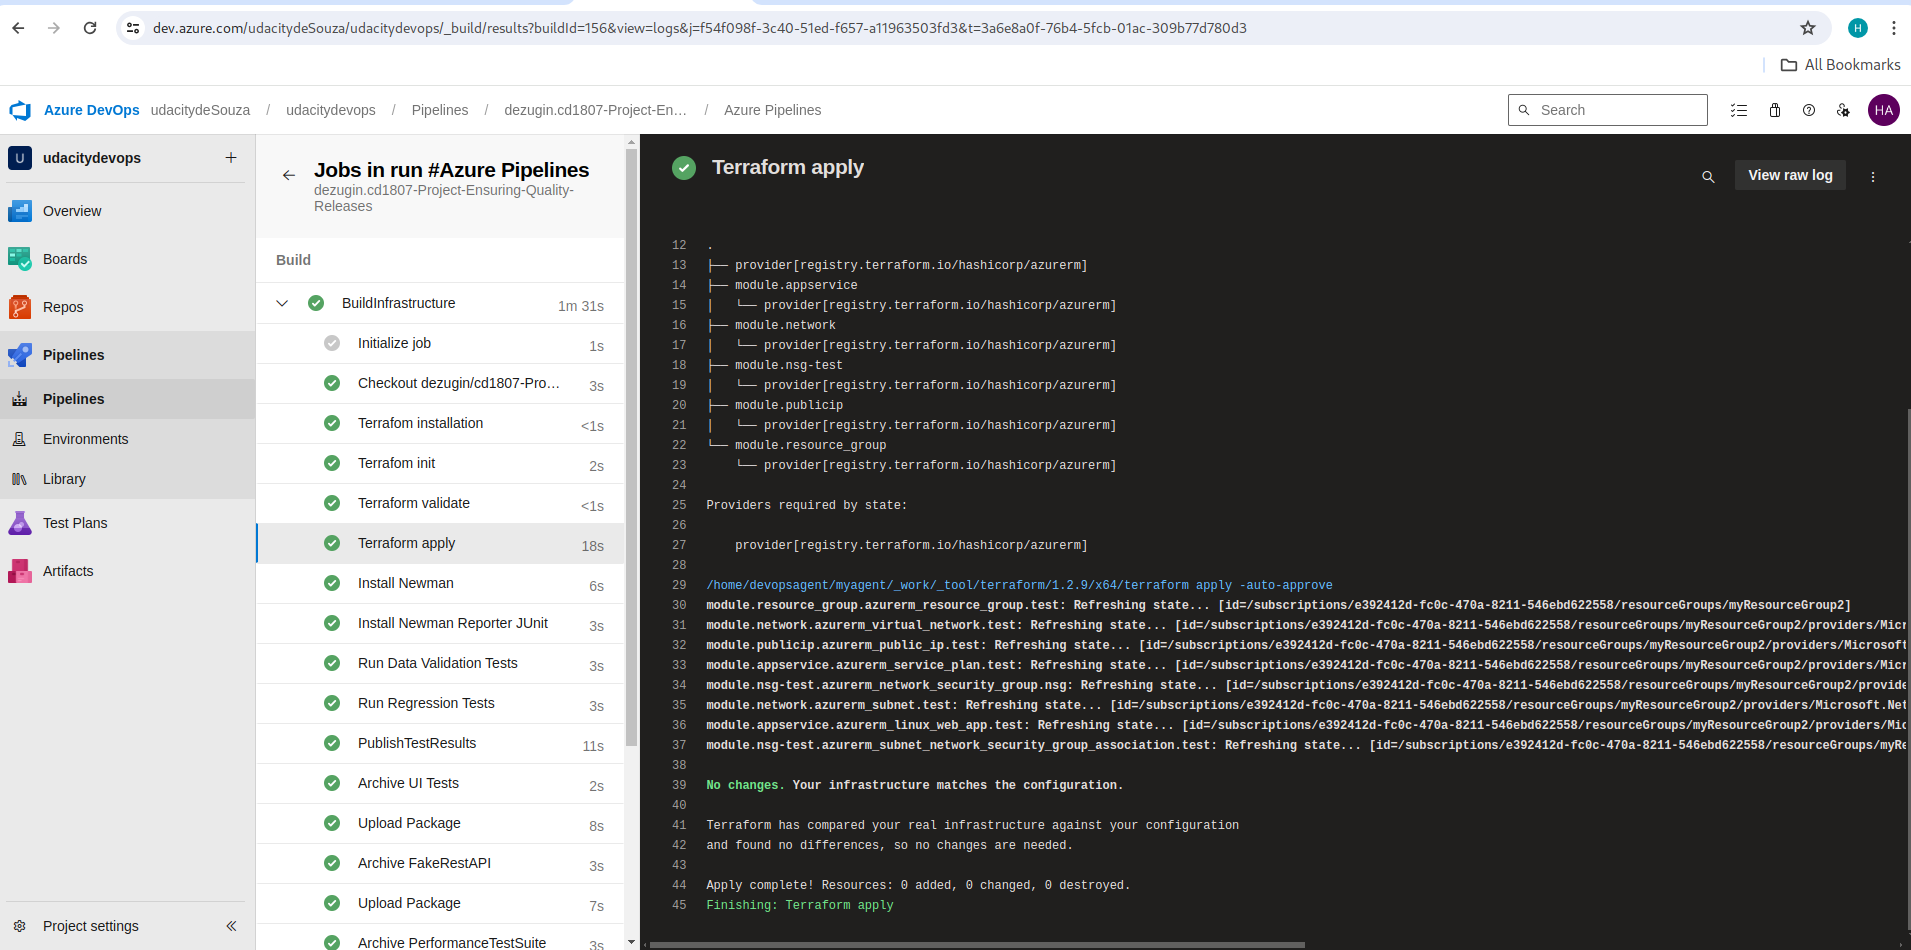 dev.azure.com/udacitydeSouza/udacitydevops/_build/results?buildId=156&view=logs&j=f54f098f-3c40-51ed-f657-a11963503fd3&t=3a6e8a0f-76b4-5fcb-01ac-309b77d780d3
H
All Bookmarks
Azure DevOps udacitydeSouza / udacitydevops / Pipelines / dezugin.cd1807-Project-En... / Azure Pipelines
Search
HA
U udacitydevops
Overview
Boards
Repos
Pipelines
Pipelines
Environments
Library
Test Plans
Artifacts
Project settings
Jobs in run #Azure Pipelines
dezugin.cd1807-Project-Ensuring-Quality-
Releases
Build
BuildInfrastructure 1m 31s
Initialize job 1s
Checkout dezugin/cd1807-Pro... 3s
Terrafom installation <1s
Terrafom init 2s
Terraform validate <1s
Terraform apply 18s
Install Newman 6s
Install Newman Reporter JUnit 3s
Run Data Validation Tests 3s
Run Regression Tests 3s
PublishTestResults 11s
Archive UI Tests 2s
Upload Package 8s
Archive FakeRestAPI 3s
Upload Package 7s
Archive PerformanceTestSuite 3s
Terraform apply
View raw log
12 .
13 ├── provider[registry.terraform.io/hashicorp/azurerm]
14 ├── module.appservice
15 │   └── provider[registry.terraform.io/hashicorp/azurerm]
16 ├── module.network
17 │   └── provider[registry.terraform.io/hashicorp/azurerm]
18 ├── module.nsg-test
19 │   └── provider[registry.terraform.io/hashicorp/azurerm]
20 ├── module.publicip
21 │   └── provider[registry.terraform.io/hashicorp/azurerm]
22 └── module.resource_group
23     └── provider[registry.terraform.io/hashicorp/azurerm]
24
25 Providers required by state:
26
27     provider[registry.terraform.io/hashicorp/azurerm]
28
29 /home/devopsagent/myagent/_work/_tool/terraform/1.2.9/x64/terraform apply -auto-approve
30 module.resource_group.azurerm_resource_group.test: Refreshing state... [id=/subscriptions/e392412d-fc0c-470a-8211-546ebd622558/resourceGroups/myResourceGroup2]
31 module.network.azurerm_virtual_network.test: Refreshing state... [id=/subscriptions/e392412d-fc0c-470a-8211-546ebd622558/resourceGroups/myResourceGroup2/providers/Micr
32 module.publicip.azurerm_public_ip.test: Refreshing state... [id=/subscriptions/e392412d-fc0c-470a-8211-546ebd622558/resourceGroups/myResourceGroup2/providers/Microsoft
33 module.appservice.azurerm_service_plan.test: Refreshing state... [id=/subscriptions/e392412d-fc0c-470a-8211-546ebd622558/resourceGroups/myResourceGroup2/providers/Micr
34 module.nsg-test.azurerm_network_security_group.nsg: Refreshing state... [id=/subscriptions/e392412d-fc0c-470a-8211-546ebd622558/resourceGroups/myResourceGroup2/provide
35 module.network.azurerm_subnet.test: Refreshing state... [id=/subscriptions/e392412d-fc0c-470a-8211-546ebd622558/resourceGroups/myResourceGroup2/providers/Microsoft.Net
36 module.appservice.azurerm_linux_web_app.test: Refreshing state... [id=/subscriptions/e392412d-fc0c-470a-8211-546ebd622558/resourceGroups/myResourceGroup2/providers/Mic
37 module.nsg-test.azurerm_subnet_network_security_group_association.test: Refreshing state... [id=/subscriptions/e392412d-fc0c-470a-8211-546ebd622558/resourceGroups/myRe
38
39 No changes. Your infrastructure matches the configuration.
40
41 Terraform has compared your real infrastructure against your configuration
42 and found no differences, so no changes are needed.
43
44 Apply complete! Resources: 0 added, 0 changed, 0 destroyed.
45 Finishing: Terraform apply